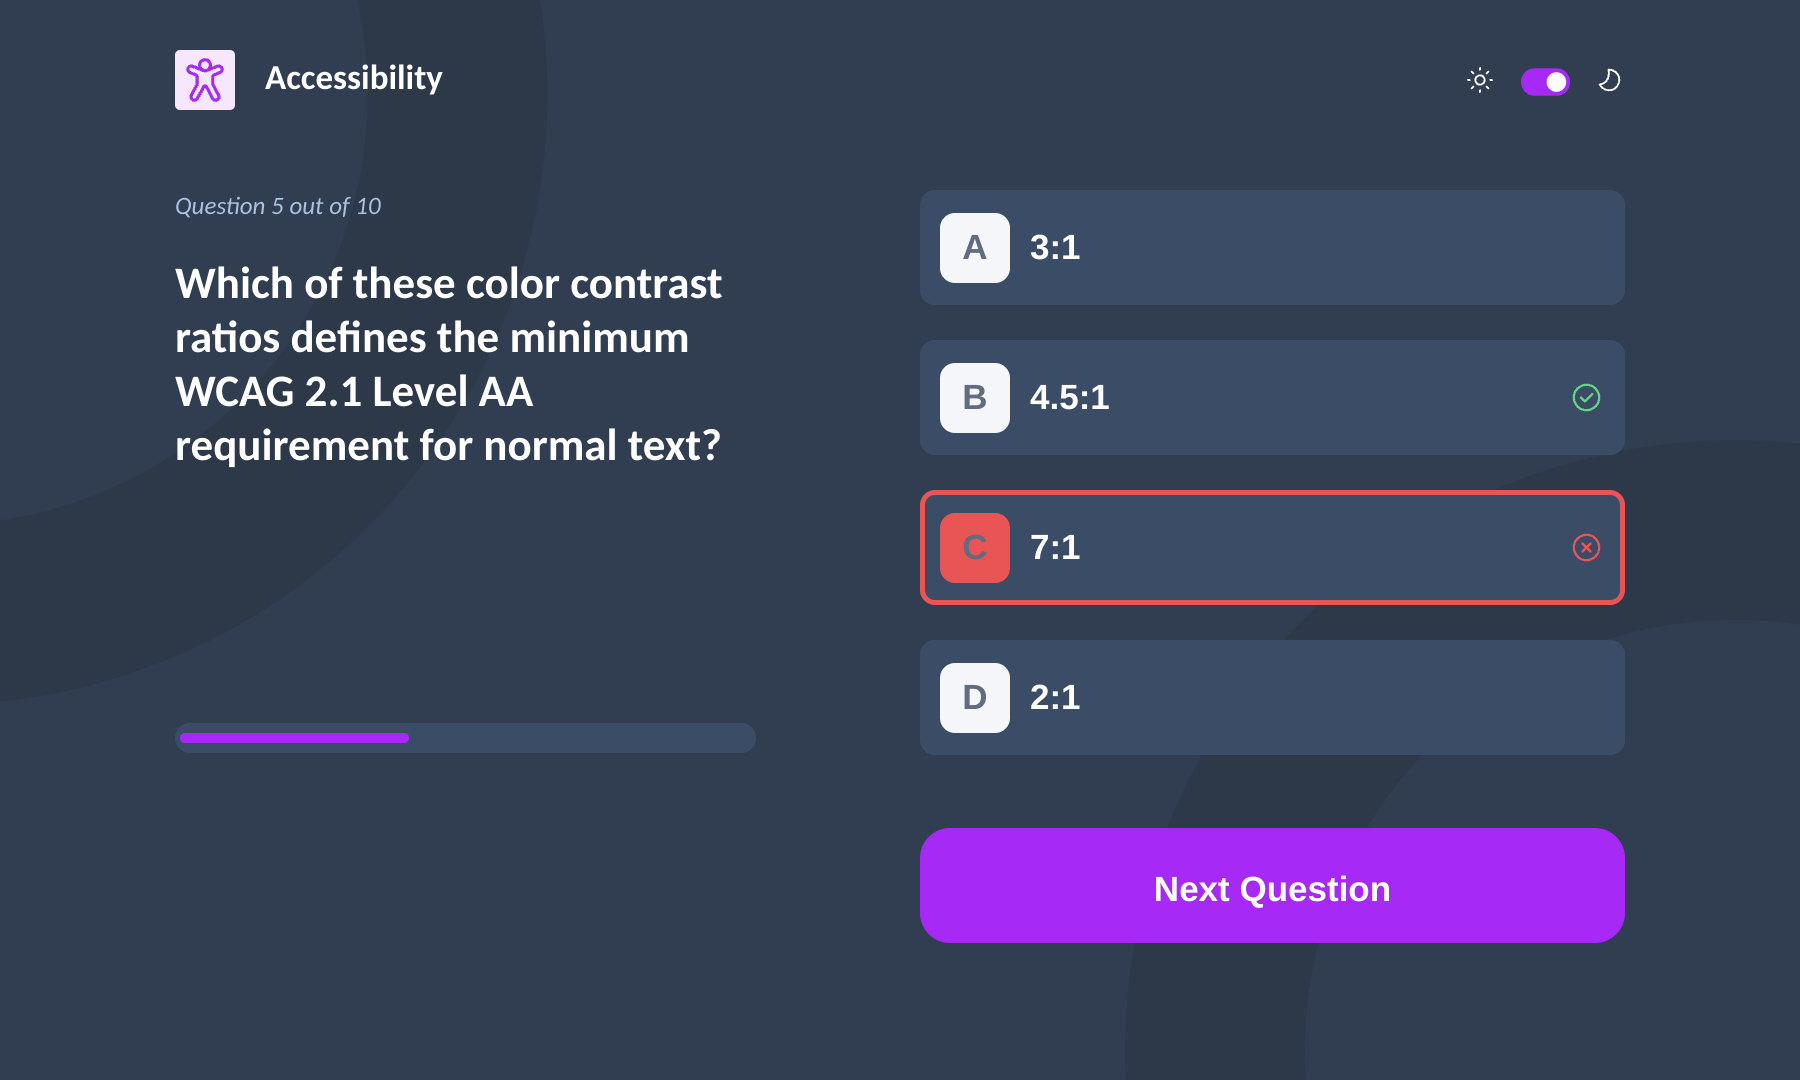 Accessibility
Question 5 out of 10
Which of these color contrast
ratios defines the minimum
WCAG 2.1 Level AA
requirement for normal text?
A 3:1
B 4.5:1
C 7:1
D 2:1
Next Question